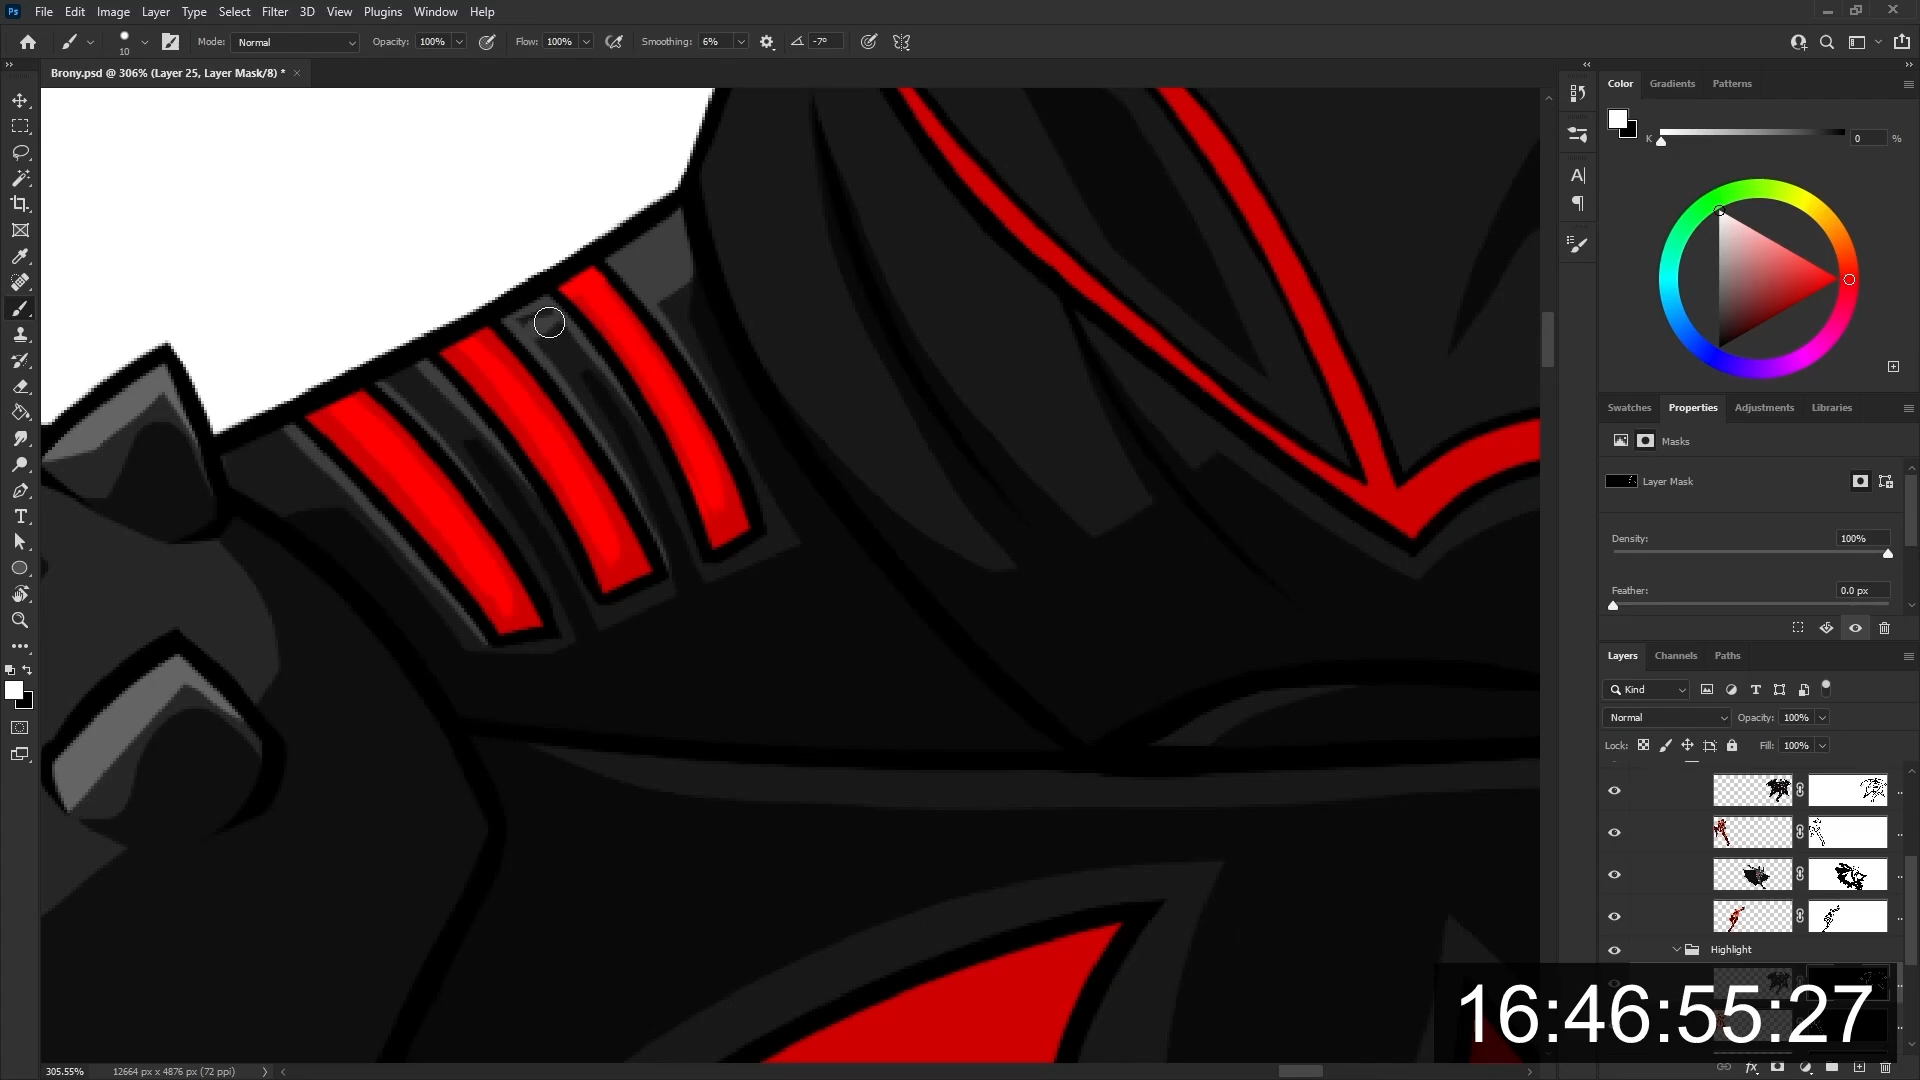 Ps File Edit Image Layer Type Select Filter 3D View Plugins Window Help
10 Mode: Normal Opacity: 100% Flow: 100% Smoothing: 6% -7°
Brony.psd @ 306% (Layer 25, Layer Mask/8) * ×
Color Gradients Patterns
K 0 %
Swatches Properties Adjustments Libraries
Masks
Layer Mask
Density: 100%
Feather: 0.0 px
Layers Channels Paths
Kind
Normal Opacity: 100%
Lock: Fill: 100%
Highlight
16:46:55:27
305.55% 12664 px x 4876 px (72 ppi)